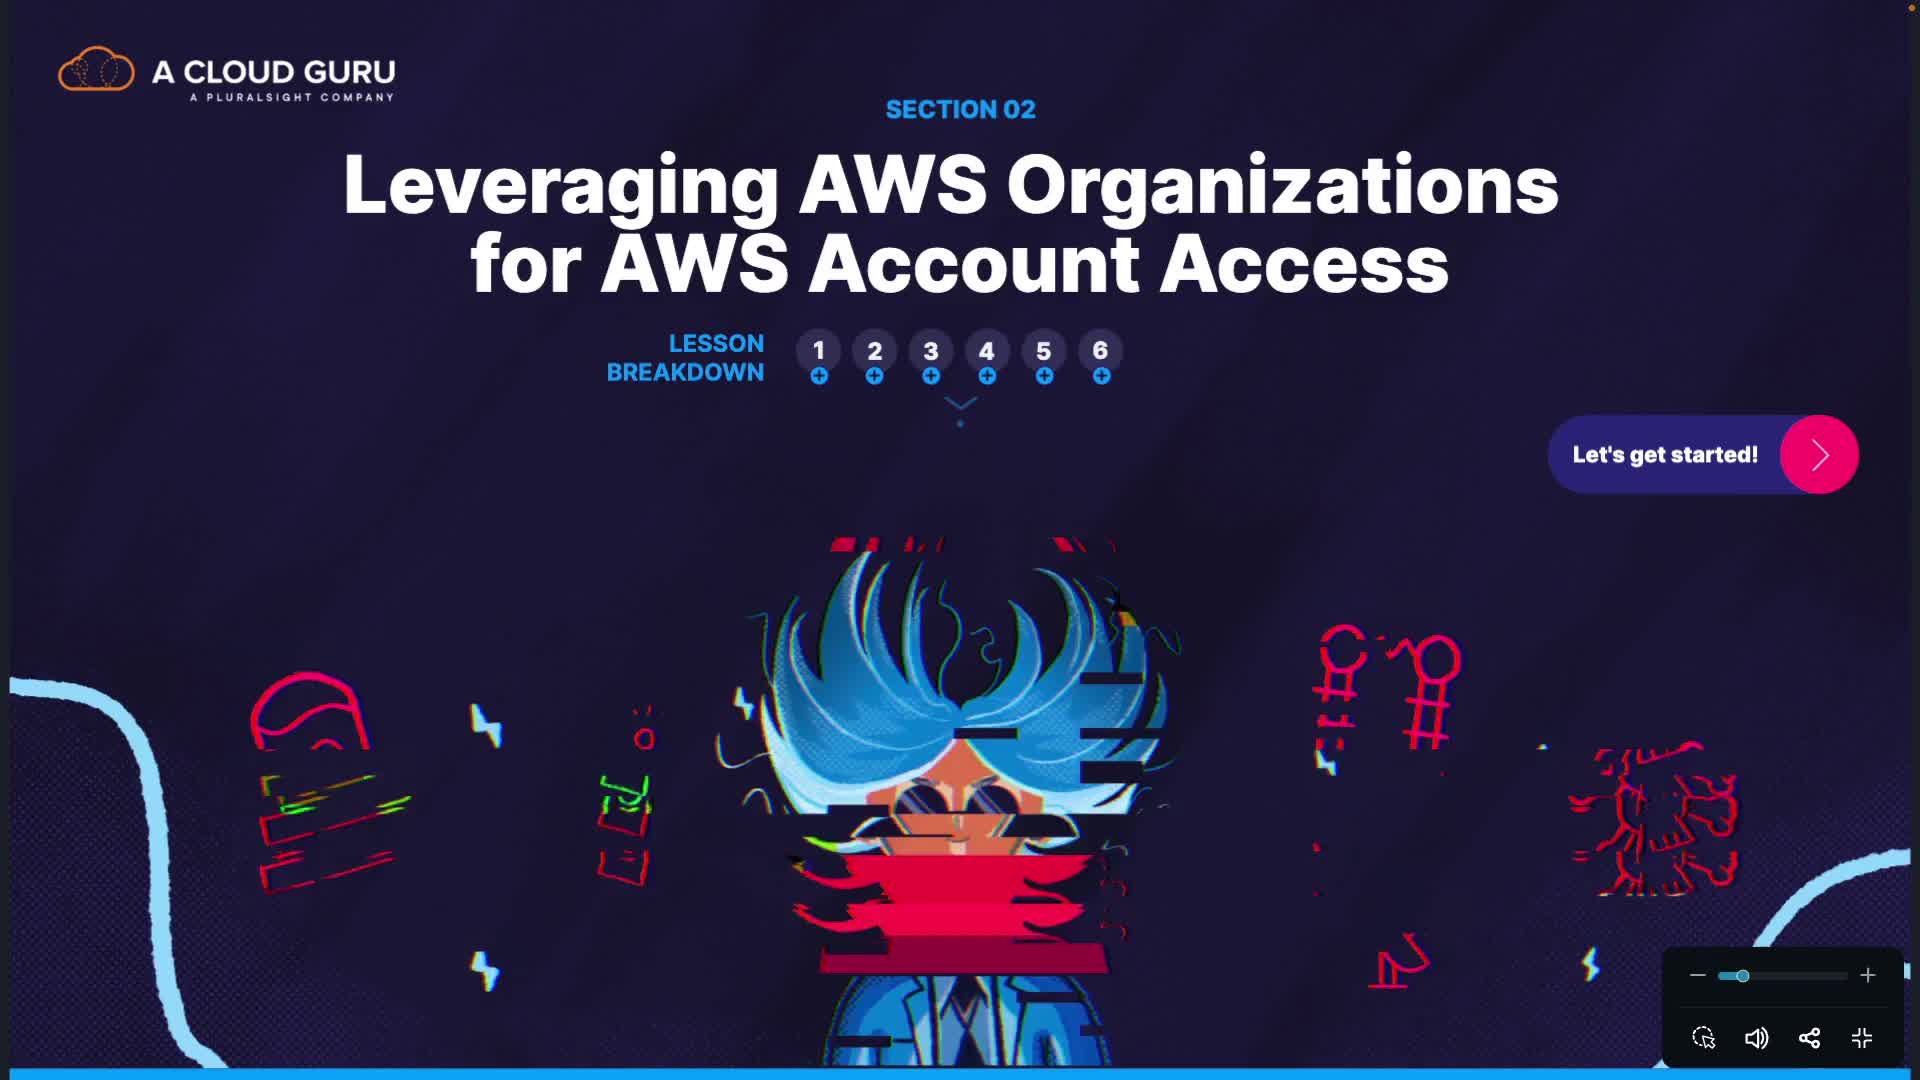 A CLOUD GURU
A PLURALSIGHT COMPANY
SECTION 02
Leveraging AWS Organizations
for AWS Account Access
LESSON
BREAKDOWN
1 2 3 4 5 6
Let's get started!